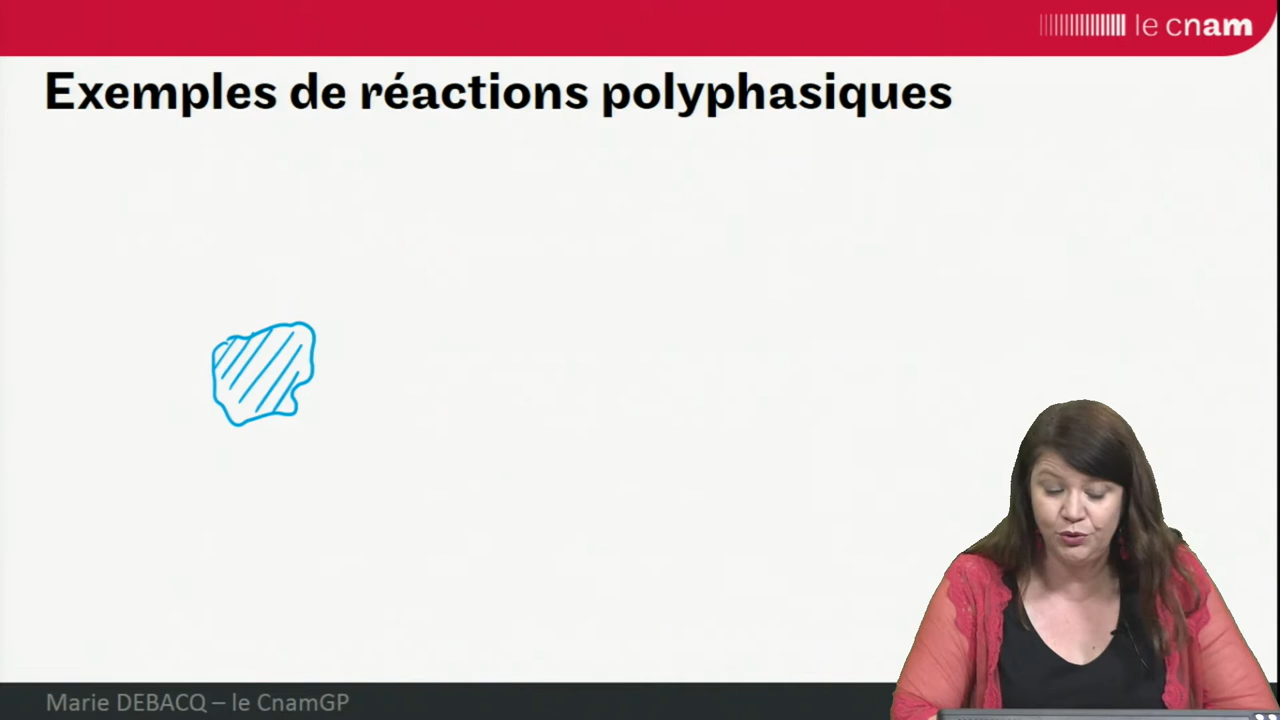 le cnam
Exemples de réactions polyphasiques
Marie DEBACQ – le CnamGP